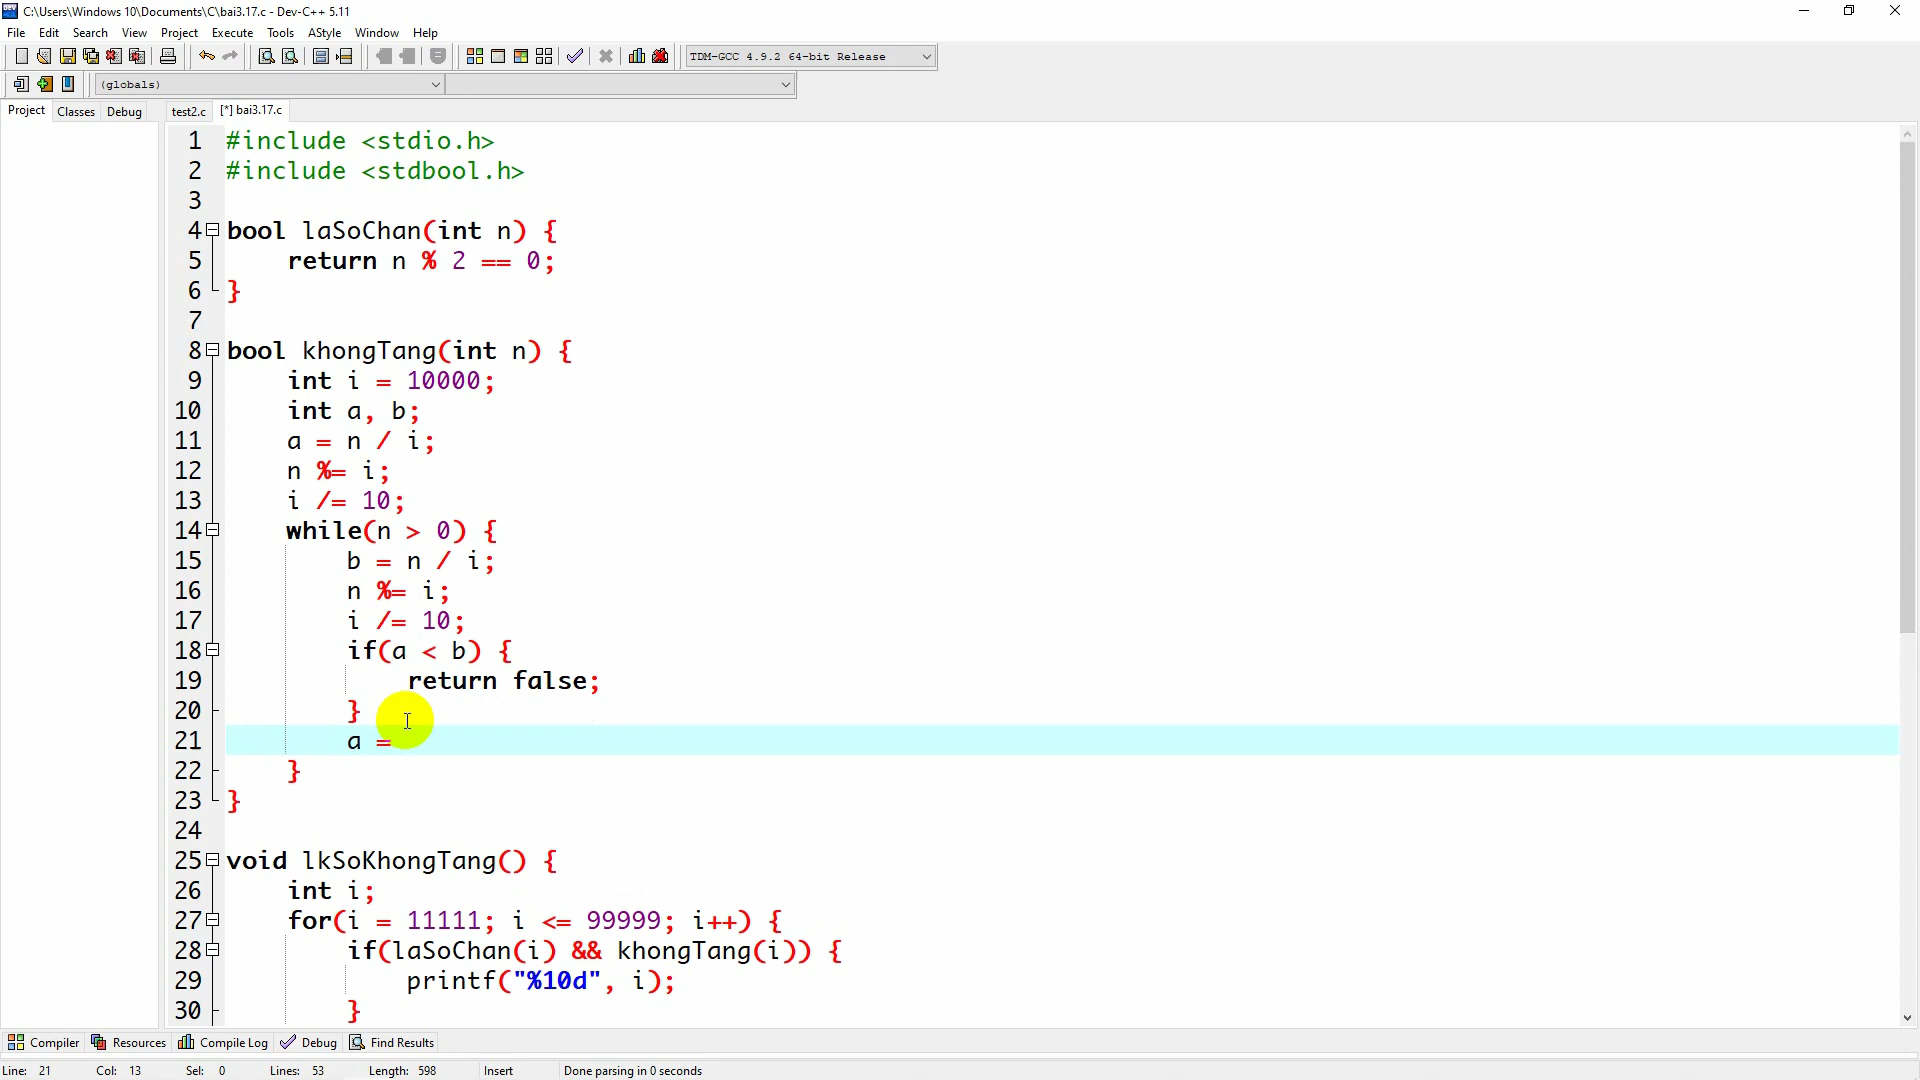 C:\Users\Windows 10\Documents\C\bai3.17.c - Dev-C++ 5.11
File Edit Search View Project Execute Tools AStyle Window Help
TDM-GCC 4.9.2 64-bit Release
(globals)
Project Classes Debug test2.c [*] bai3.17.c
1 #include <stdio.h>
2 #include <stdbool.h>
3
4 bool laSoChan(int n) {
5 return n % 2 == 0;
6 }
7
8 bool khongTang(int n) {
9 int i = 10000;
10 int a, b;
11 a = n / i;
12 n %= i;
13 i /= 10;
14 while(n > 0) {
15 b = n / i;
16 n %= i;
17 i /= 10;
18 if(a < b) {
19 return false;
20 }
21 a =
22 }
23 }
24
25 void lkSoKhongTang() {
26 int i;
27 for(i = 11111; i <= 99999; i++) {
28 if(laSoChan(i) && khongTang(i)) {
29 printf("%10d", i);
30 }
Compiler Resources Compile Log Debug Find Results
Line: 21 Col: 13 Sel: 0 Lines: 53 Length: 598 Insert Done parsing in 0 seconds